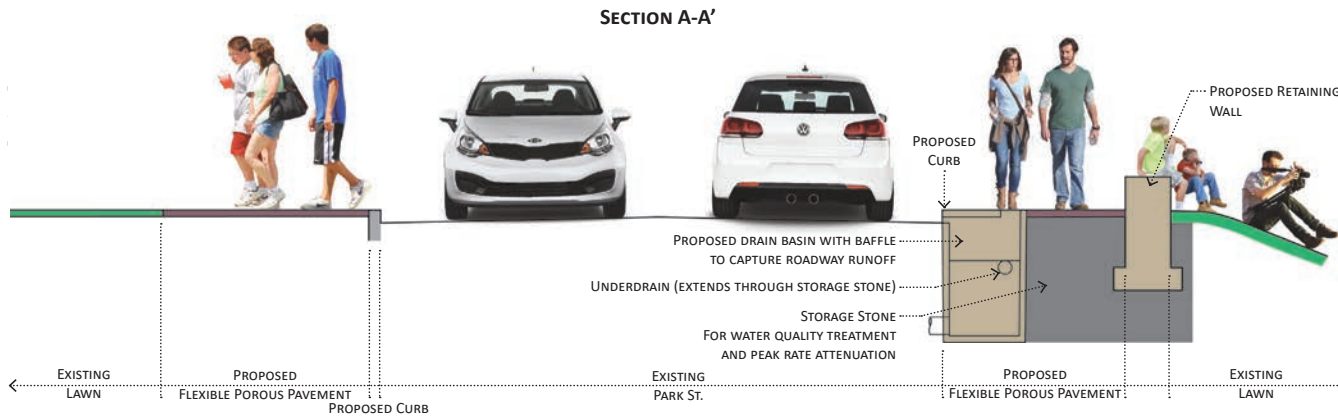 SECTION A-A'
PROPOSED RETAINING
WALL
PROPOSED
CURB
PROPOSED DRAIN BASIN WITH BAFFLE
TO CAPTURE ROADWAY RUNOFF
UNDERDRAIN (EXTENDS THROUGH STORAGE STONE)
STORAGE STONE
FOR WATER QUALITY TREATMENT
AND PEAK RATE ATTENUATION
EXISTING
LAWN
PROPOSED
FLEXIBLE POROUS PAVEMENT
PROPOSED CURB
EXISTING
PARK ST.
PROPOSED
FLEXIBLE POROUS PAVEMENT
EXISTING
LAWN